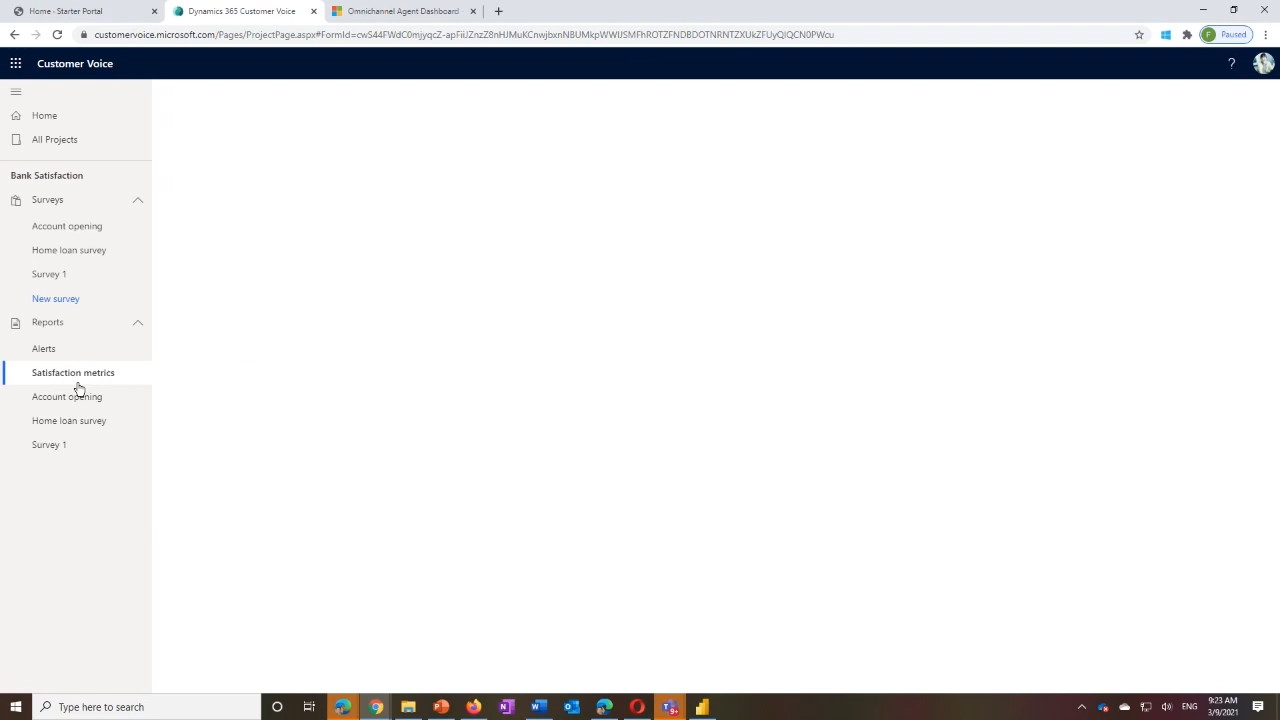 Home - Starter Portal
Dynamics 365 Customer Voice
Omnichannel Agent Dashboard
Paused
Customer Voice
?
Home
All Projects
Bank Satisfaction
Surveys
Account opening
Home loan survey
Survey 1
New survey
Reports
Alerts
Satisfaction metrics
Account opening
Home loan survey
Survey 1
Type here to search
ENG
9:23 AM
3/9/2021